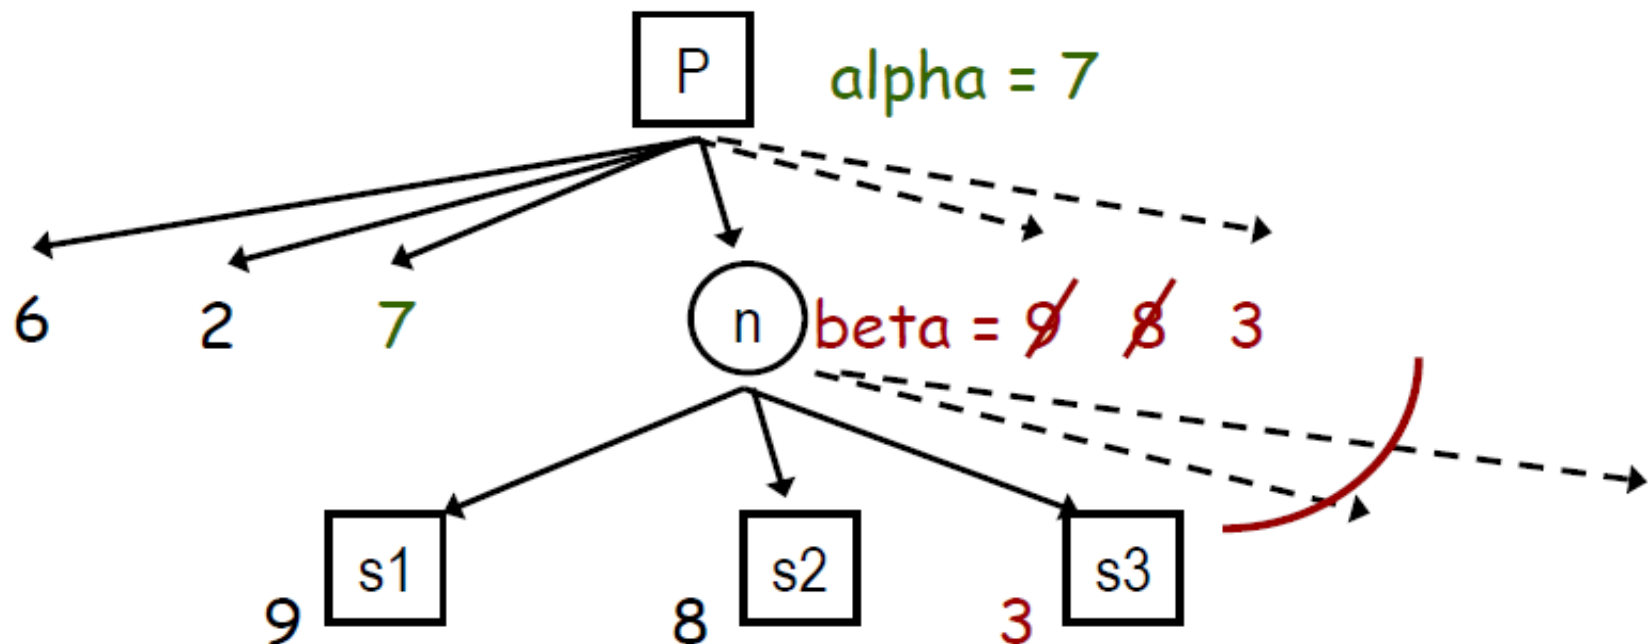 P alpha = 7
6 2 7 n beta = 9 8 3
s1 s2 s3
9 8 3